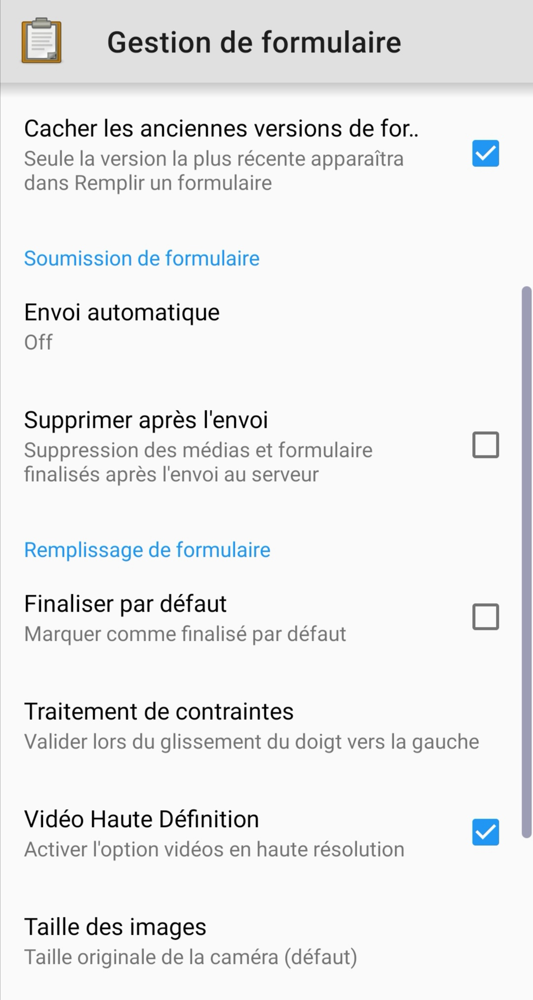 Gestion de formulaire
Cacher les anciennes versions de for..
Seule la version la plus récente apparaîtra
dans Remplir un formulaire
Soumission de formulaire
Envoi automatique
Off
Supprimer après l'envoi
Suppression des médias et formulaire
finalisés après l'envoi au serveur
Remplissage de formulaire
Finaliser par défaut
Marquer comme finalisé par défaut
Traitement de contraintes
Valider lors du glissement du doigt vers la gauche
Vidéo Haute Définition
Activer l'option vidéos en haute résolution
Taille des images
Taille originale de la caméra (défaut)